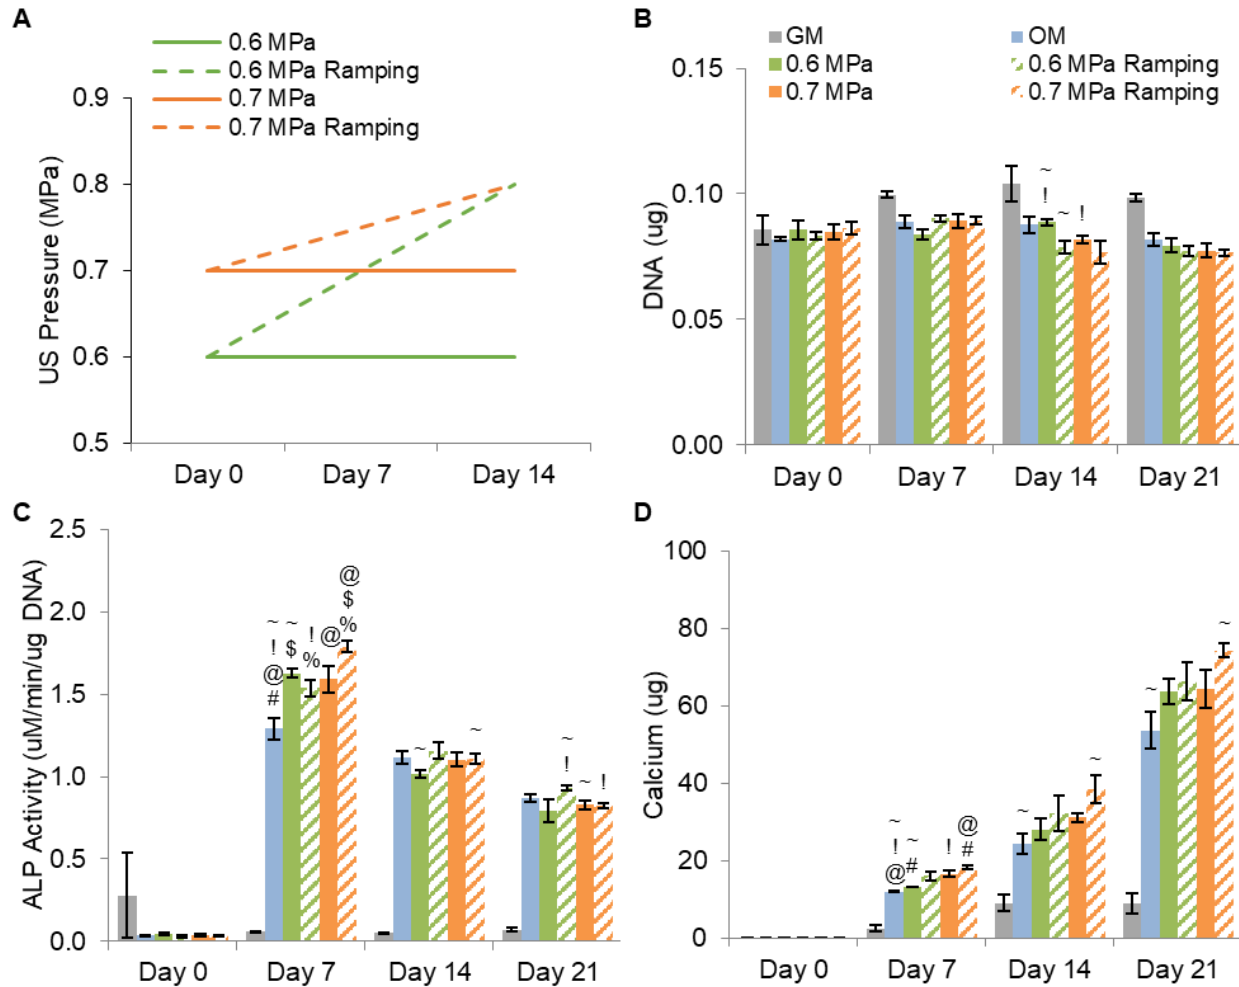 A
0.6 MPa
0.6 MPa Ramping
0.7 MPa
0.7 MPa Ramping
US Pressure (MPa)
0.9
0.8
0.7
0.6
0.5
Day 0 Day 7 Day 14
B
GM OM
0.6 MPa 0.6 MPa Ramping
0.7 MPa 0.7 MPa Ramping
DNA (ug)
0.15
0.10
0.05
0.00
~
!
~
!
Day 0 Day 7 Day 14 Day 21
C
ALP Activity (uM/min/ug DNA)
2.5
2.0
1.5
1.0
0.5
0.0
~
!
@
#
~
$
!
%
@
@
$
%
~
~
~
!
~
!
Day 0 Day 7 Day 14 Day 21
D
Calcium (ug)
100
80
60
40
20
0
~
!
@
~
#
!
@
#
~
~
~
~
Day 0 Day 7 Day 14 Day 21